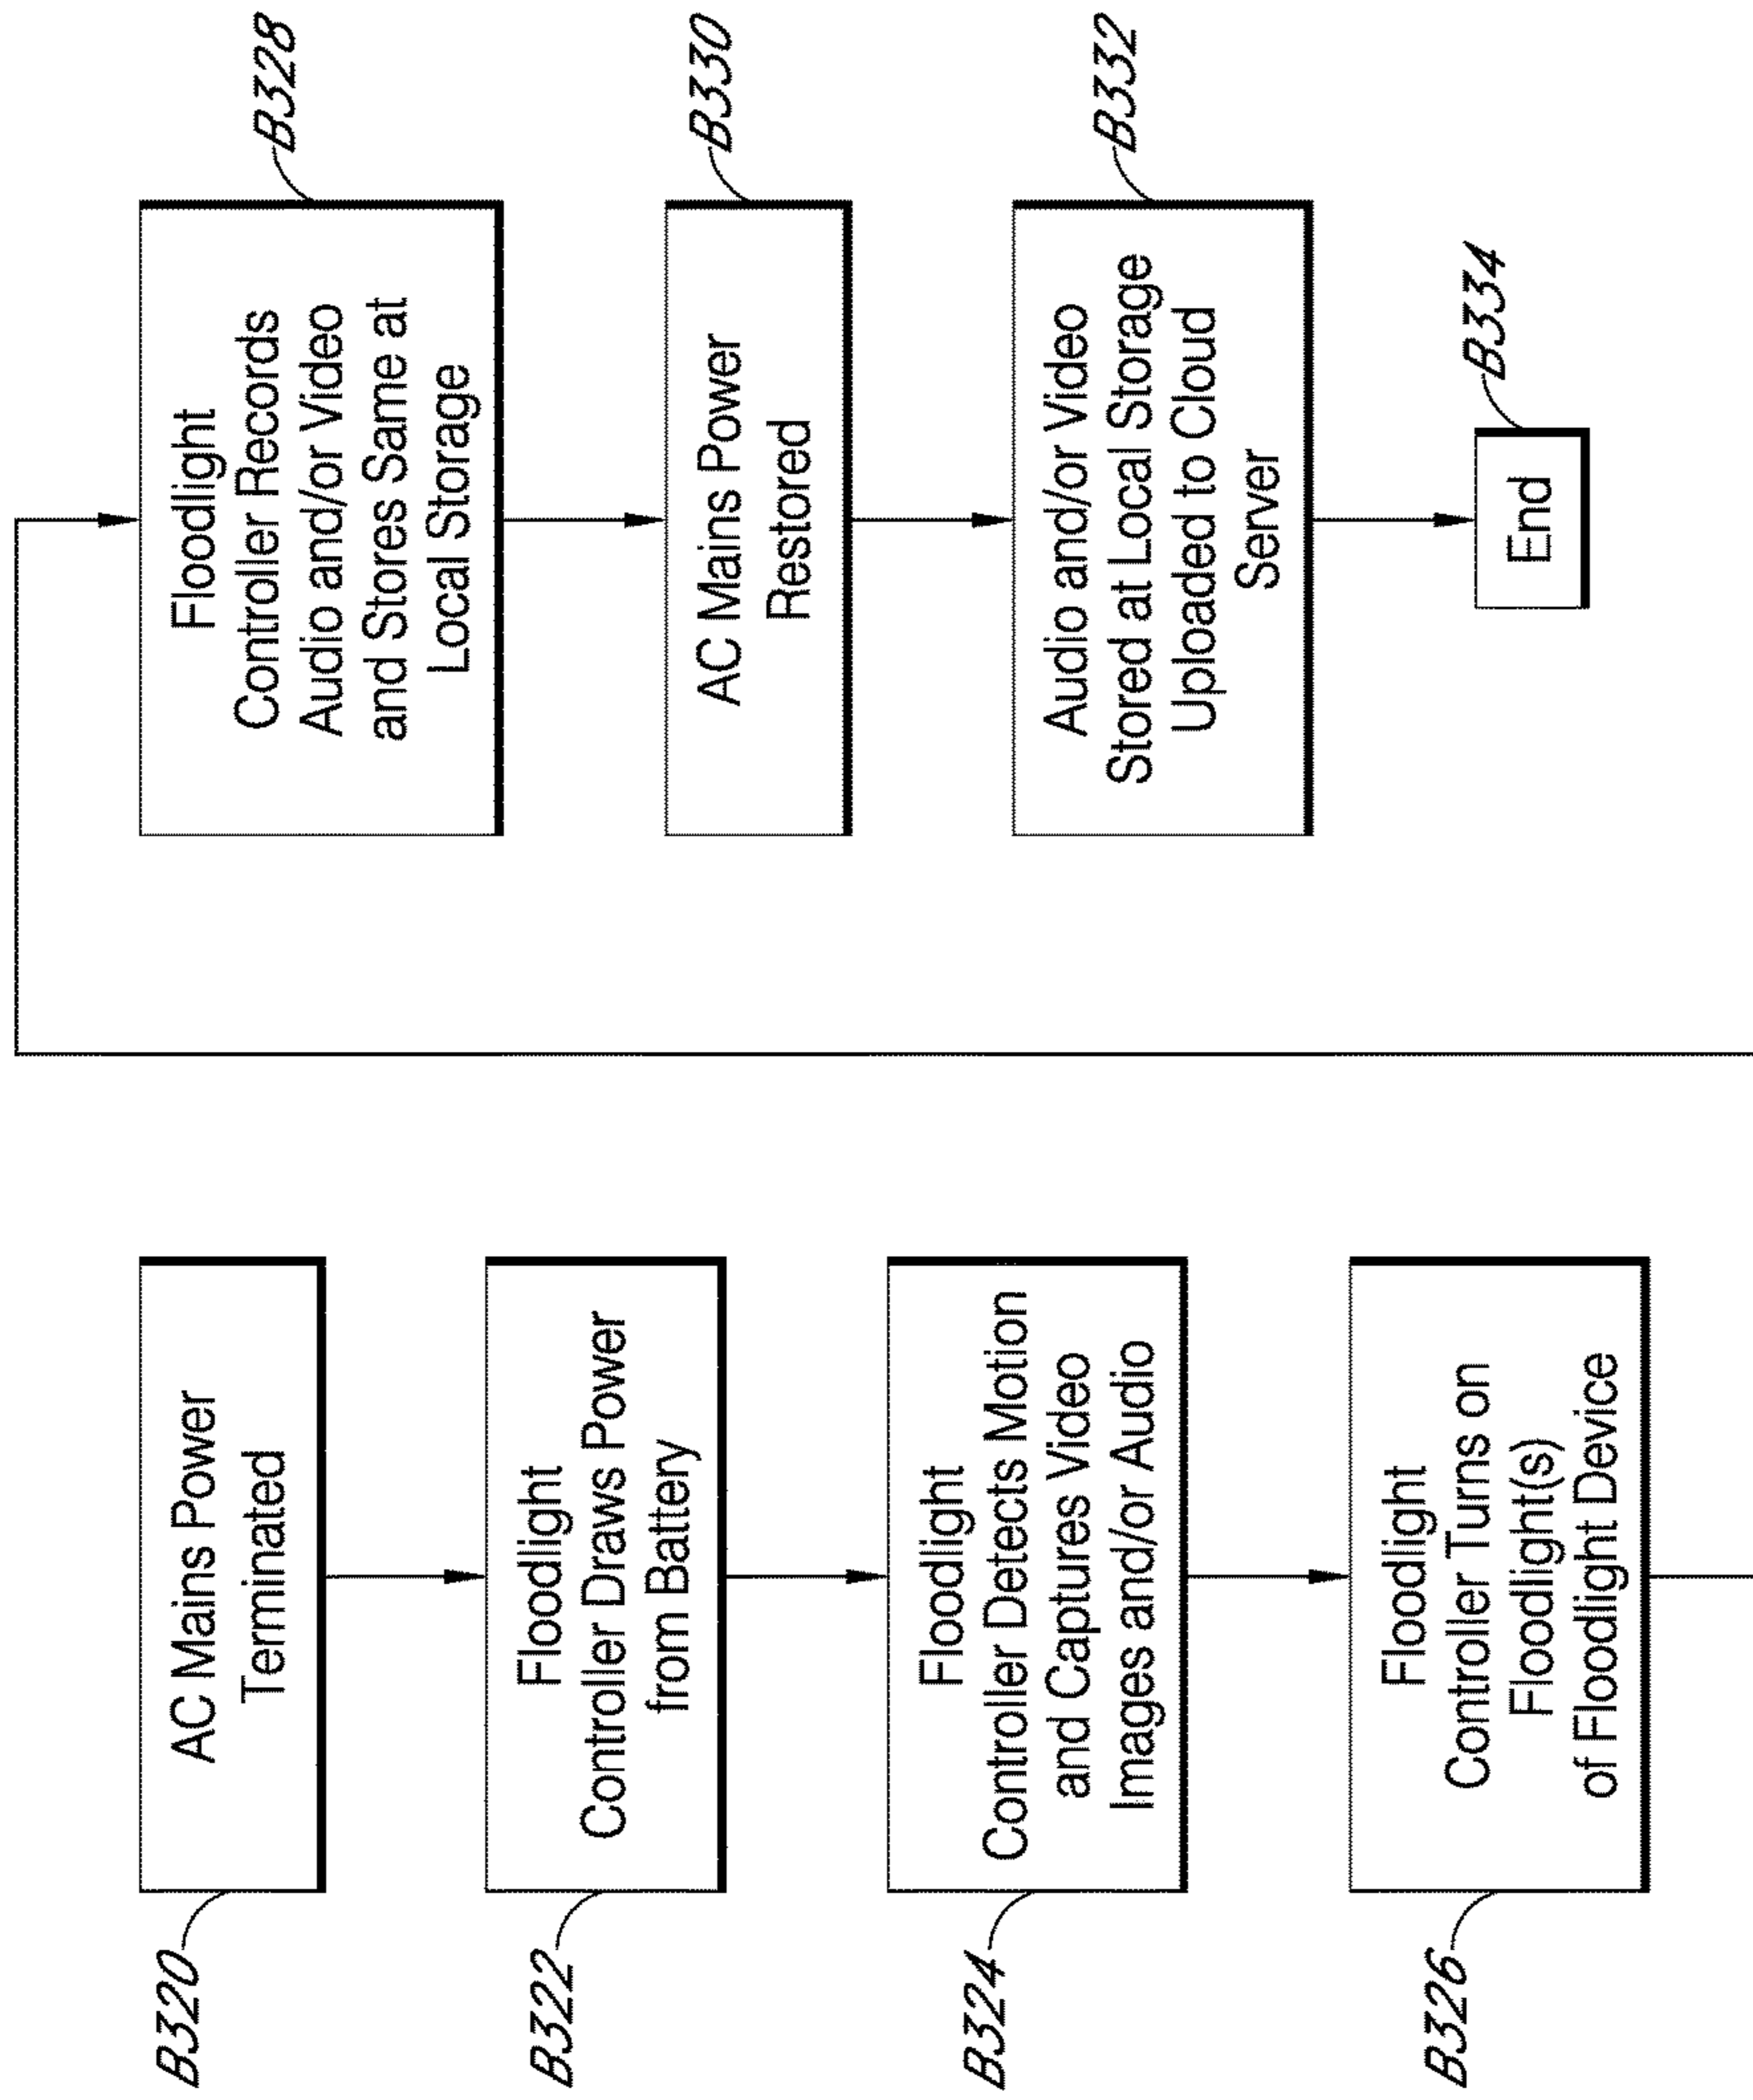 B320
AC Mains Power
Terminated
B322
Floodlight
Controller Draws Power
from Battery
B324
Floodlight
Controller Detects Motion
and Captures Video
Images and/or Audio
B326
Floodlight
Controller Turns on
Floodlight(s)
of Floodlight Device
B328
Floodlight
Controller Records
Audio and/or Video
and Stores Same at
Local Storage
B330
AC Mains Power
Restored
B332
Audio and/or Video
Stored at Local Storage
Uploaded to Cloud
Server
B334
End